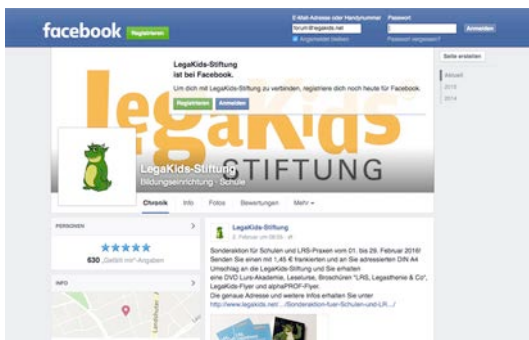 facebook
Registrieren
E-Mail-Adresse oder Handynummer
Passwort
forum@legakids.net
Anmelden
Angemeldet bleiben
Passwort vergessen?
LegaKids-Stiftung
ist bei Facebook.
Um dich mit LegaKids-Stiftung zu verbinden, registriere dich noch heute für Facebook.
Registrieren
Anmelden
Seite erstellen
Aktuell
2015
2014
legaKids
STIFTUNG
LegaKids-Stiftung
Bildungseinrichtung · Schule
Chronik
Info
Fotos
Bewertungen
Mehr
PERSONEN
630 „Gefällt mir“-Angaben
INFO
LegaKids-Stiftung
Sonderaktion für Schulen und LRS-Praxen vom 01. bis 29. Februar 2016!
Senden Sie einen mit 1,45 € frankierten und an Sie adressierten DIN A4
Umschlag an die LegaKids-Stiftung und Sie erhalten
eine DVD Lurs-Akademie, Leselurse, Broschüren "LRS, Legasthenie & Co",
LegaKids-Flyer und alphaPROF-Flyer.
Die genaue Adresse und weitere Infos erhalten Sie unter
http://www.legakids.net/.../Sonderaktion-fuer-Schulen-und-LR.../